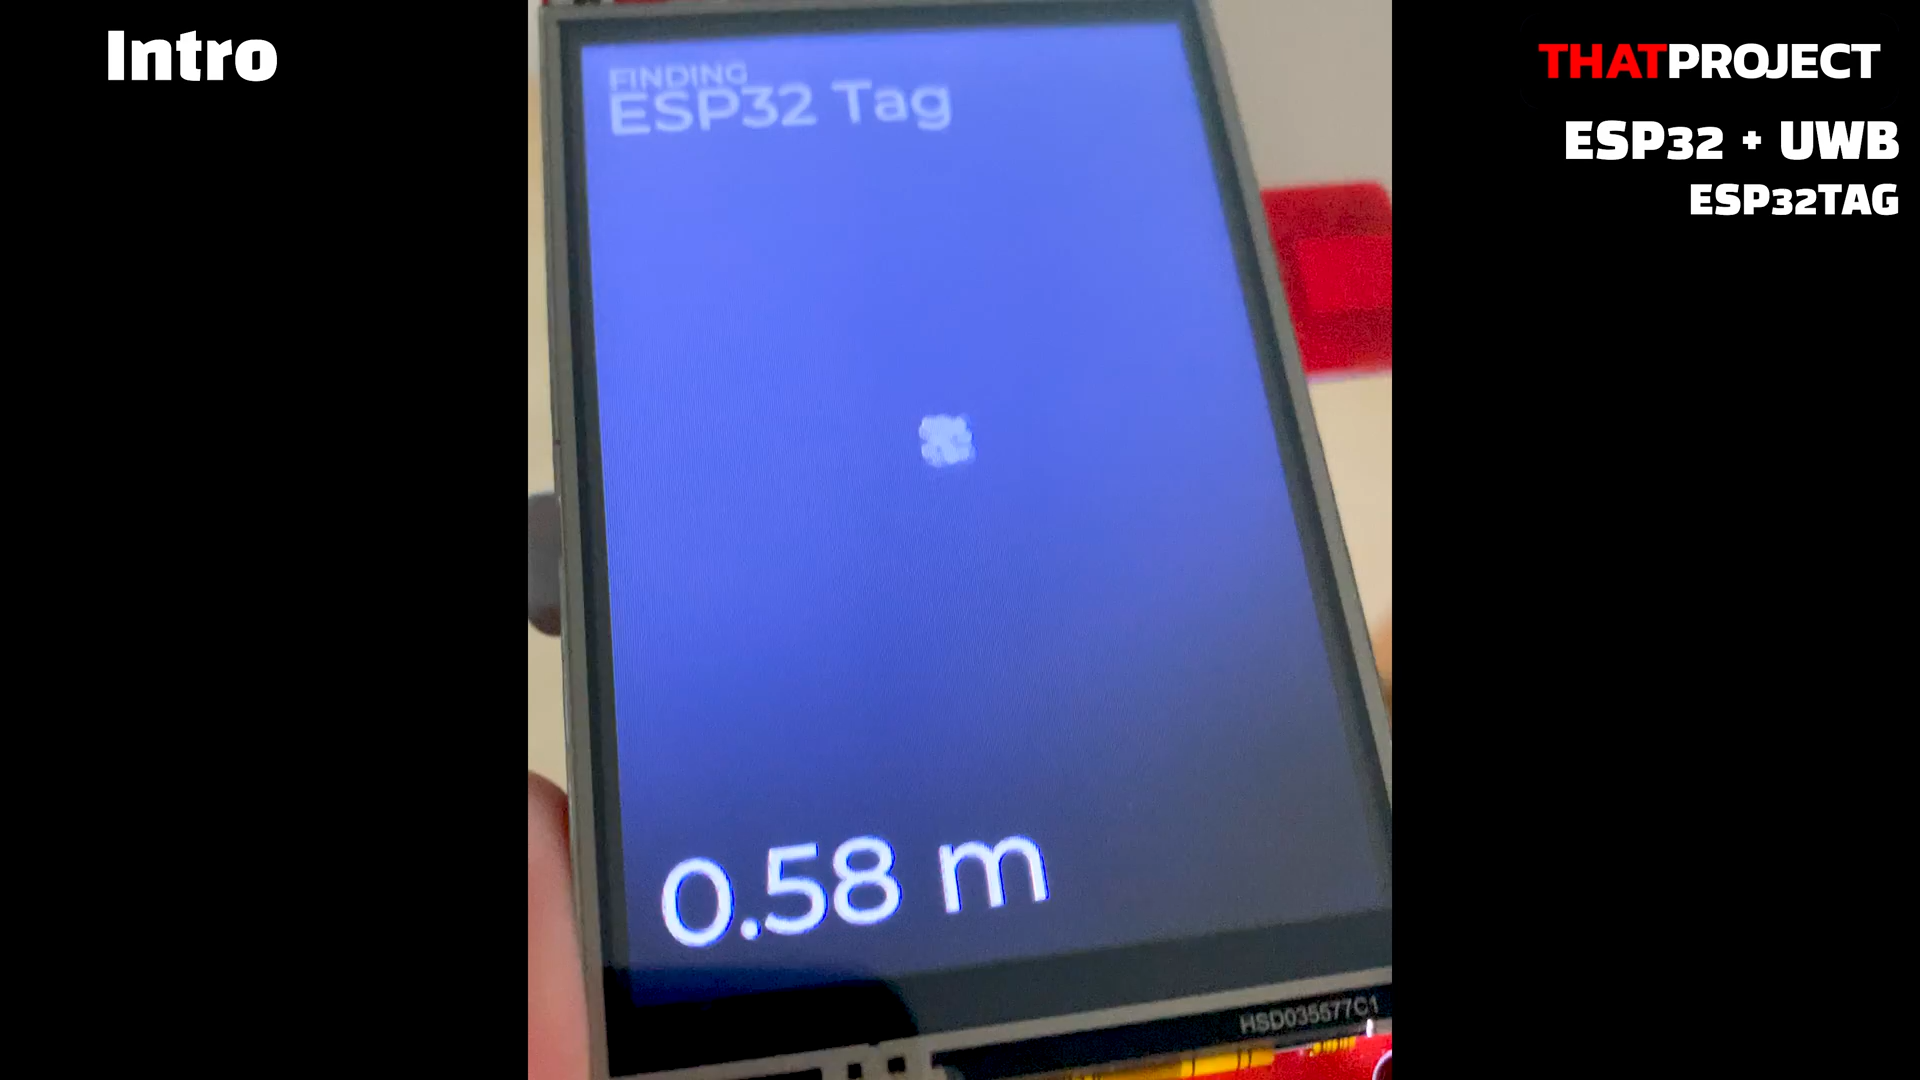 Intro
THATPROJECT
ESP32 + UWB
ESP32TAG
FINDING
ESP32 Tag
0.58 m
HSD035577C1